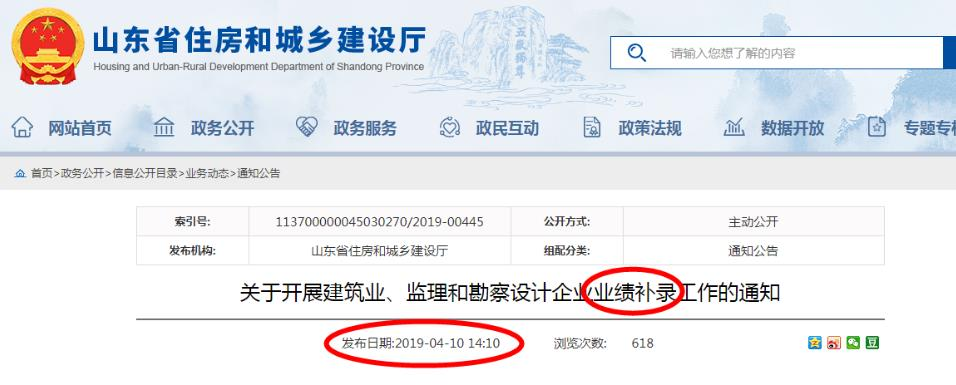 山东省住房和城乡建设厅
Housing and Urban-Rural Development Department of Shandong Province
五岳独尊
请输入您想了解的内容
网站首页 政务公开 政务服务 政民互动 政策法规 数据开放 专题专
首页>政务公开>信息公开目录>业务动态>通知公告
索引号: 113700000045030270/2019-00445 公开方式: 主动公开
发布机构: 山东省住房和城乡建设厅 组配分类: 通知公告
关于开展建筑业、监理和勘察设计企业业绩补录工作的通知
发布日期:2019-04-10 14:10 浏览次数: 618
豆